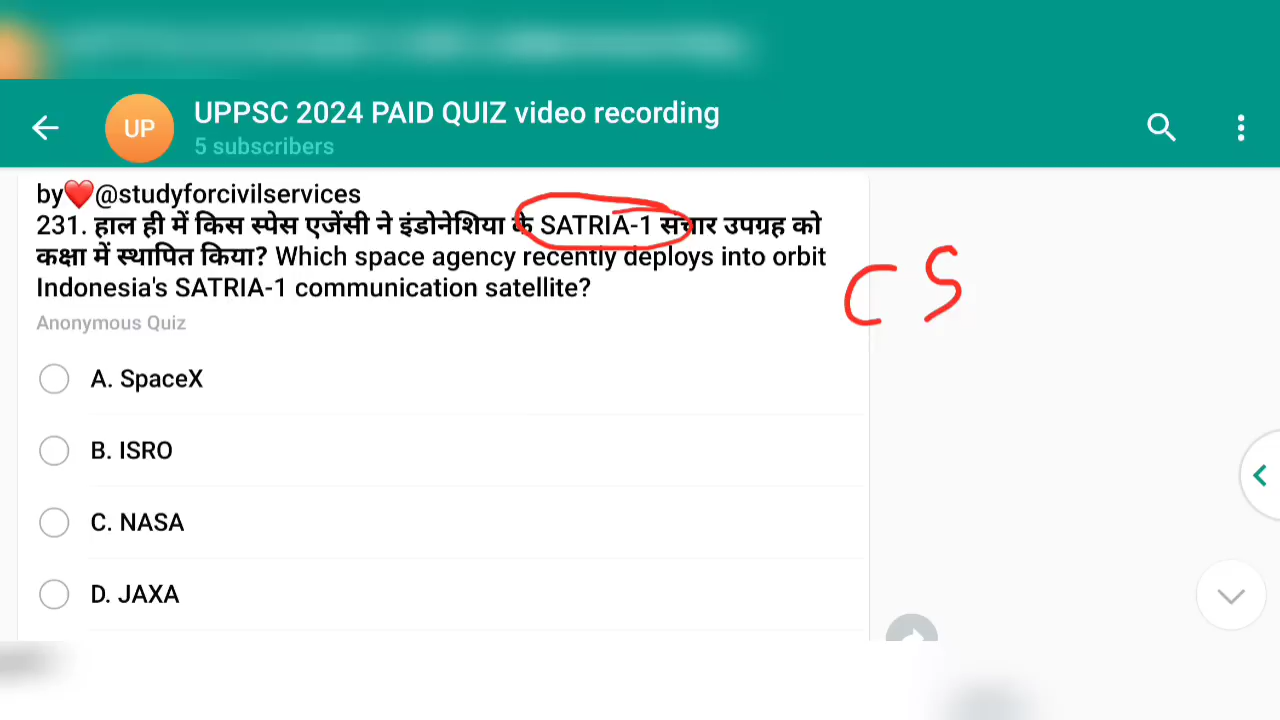 UP
UPPSC 2024 PAID QUIZ video recording
5 subscribers
by❤️@studyforcivilservices
231. हाल ही में किस स्पेस एजेंसी ने इंडोनेशिया के SATRIA-1 संचार उपग्रह को
कक्षा में स्थापित किया? Which space agency recently deploys into orbit
Indonesia's SATRIA-1 communication satellite?
CS
Anonymous Quiz
A. SpaceX
B. ISRO
C. NASA
D. JAXA